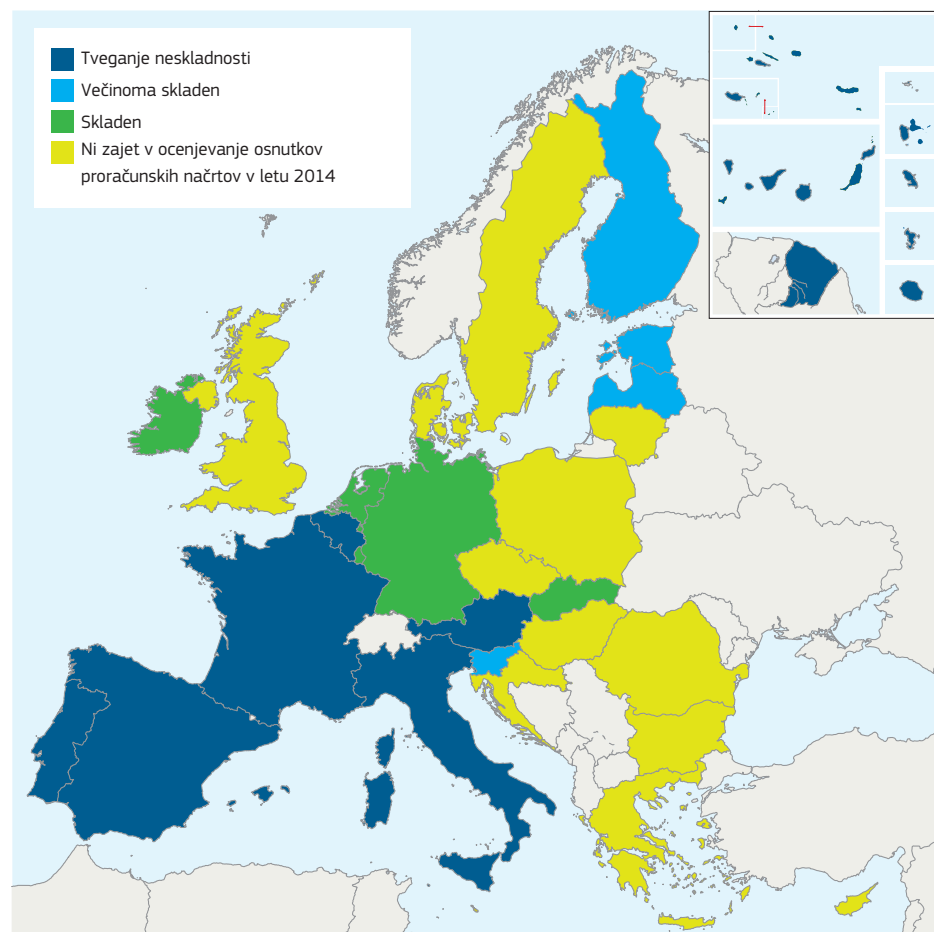 Tveganje neskladnosti
Večinoma skladen
Skladen
Ni zajet v ocenjevanje osnutkov
proračunskih načrtov v letu 2014